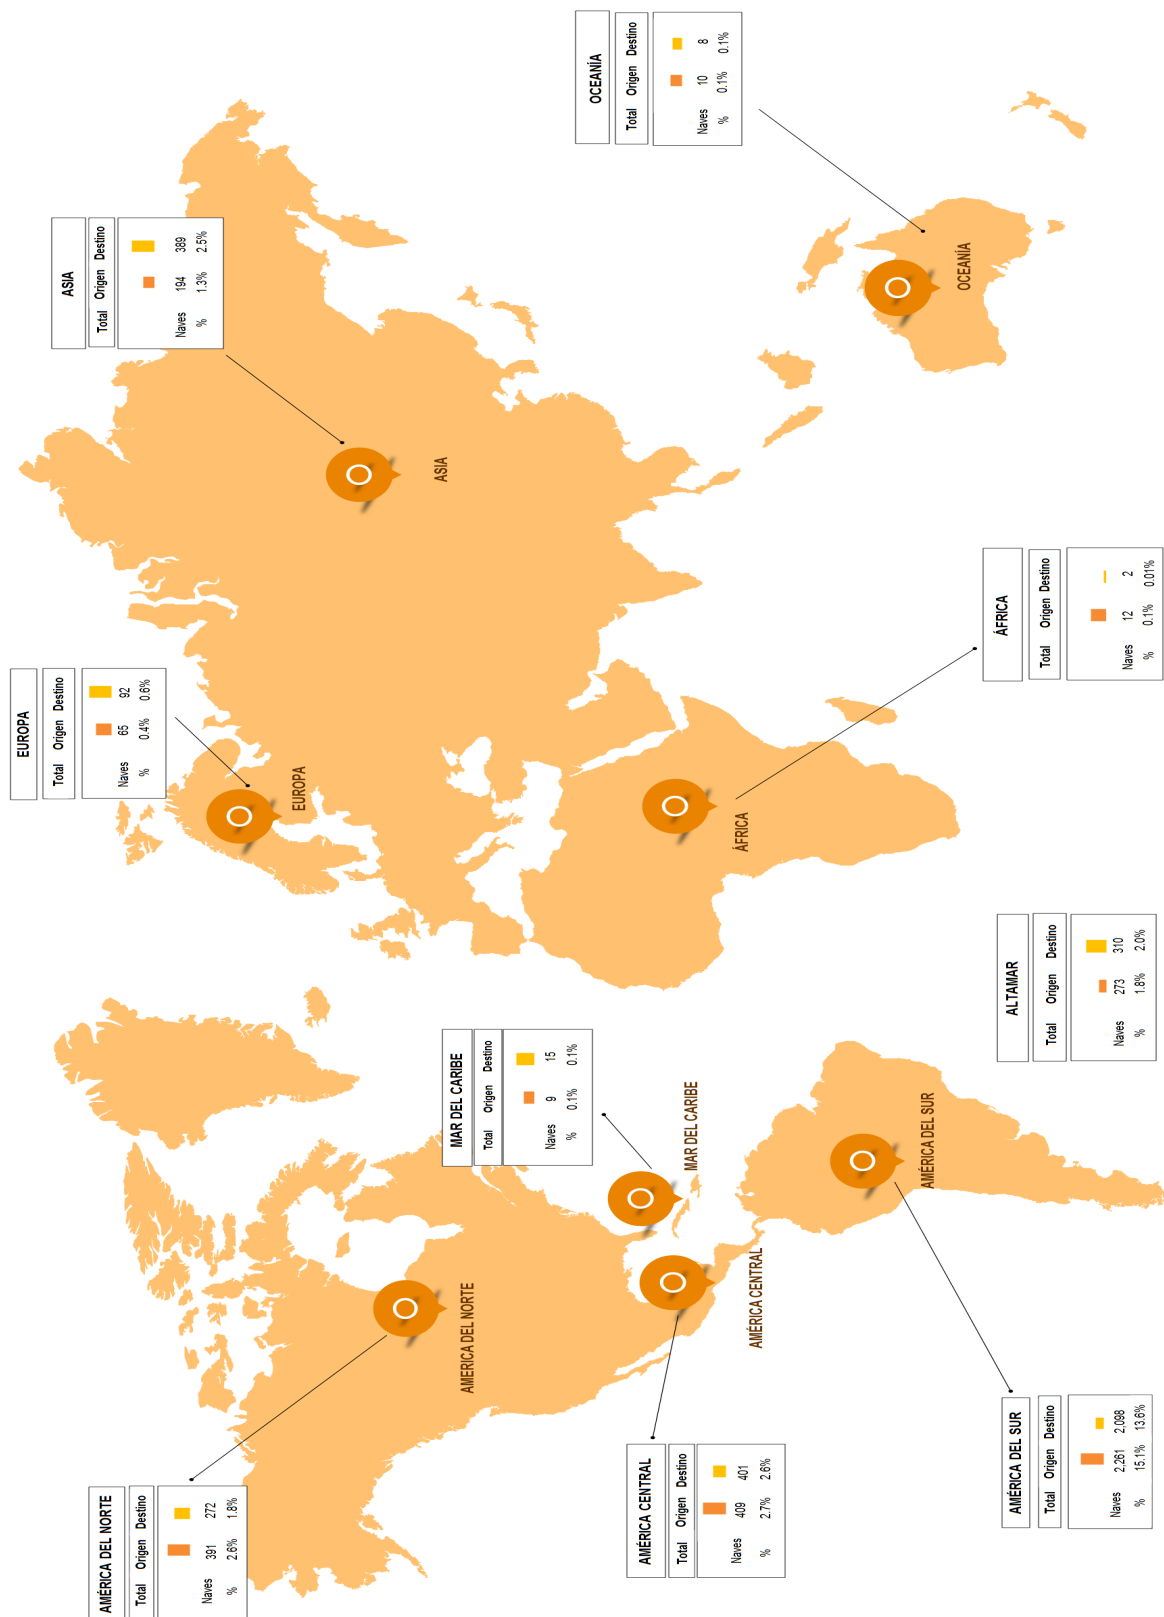 OCEANÍA
Total Origen Destino
Naves 10 8
% 0.1% 0.1%
ASIA
Total Origen Destino
Naves 194 389
% 1.3% 2.5%
EUROPA
Total Origen Destino
Naves 65 92
% 0.4% 0.6%
ÁFRICA
Total Origen Destino
Naves 12 2
% 0.1% 0.01%
ALTAMAR
Total Origen Destino
Naves 273 310
% 1.8% 2.0%
MAR DEL CARIBE
Total Origen Destino
Naves 9 15
% 0.1% 0.1%
AMÉRICA DEL NORTE
Total Origen Destino
Naves 391 272
% 2.6% 1.8%
AMÉRICA CENTRAL
Total Origen Destino
Naves 409 401
% 2.7% 2.6%
AMÉRICA DEL SUR
Total Origen Destino
Naves 2,261 2,098
% 15.1% 13.6%
OCEANÍA
ASIA
EUROPA
ÁFRICA
MAR DEL CARIBE
AMÉRICA DEL NORTE
AMÉRICA CENTRAL
AMÉRICA DEL SUR